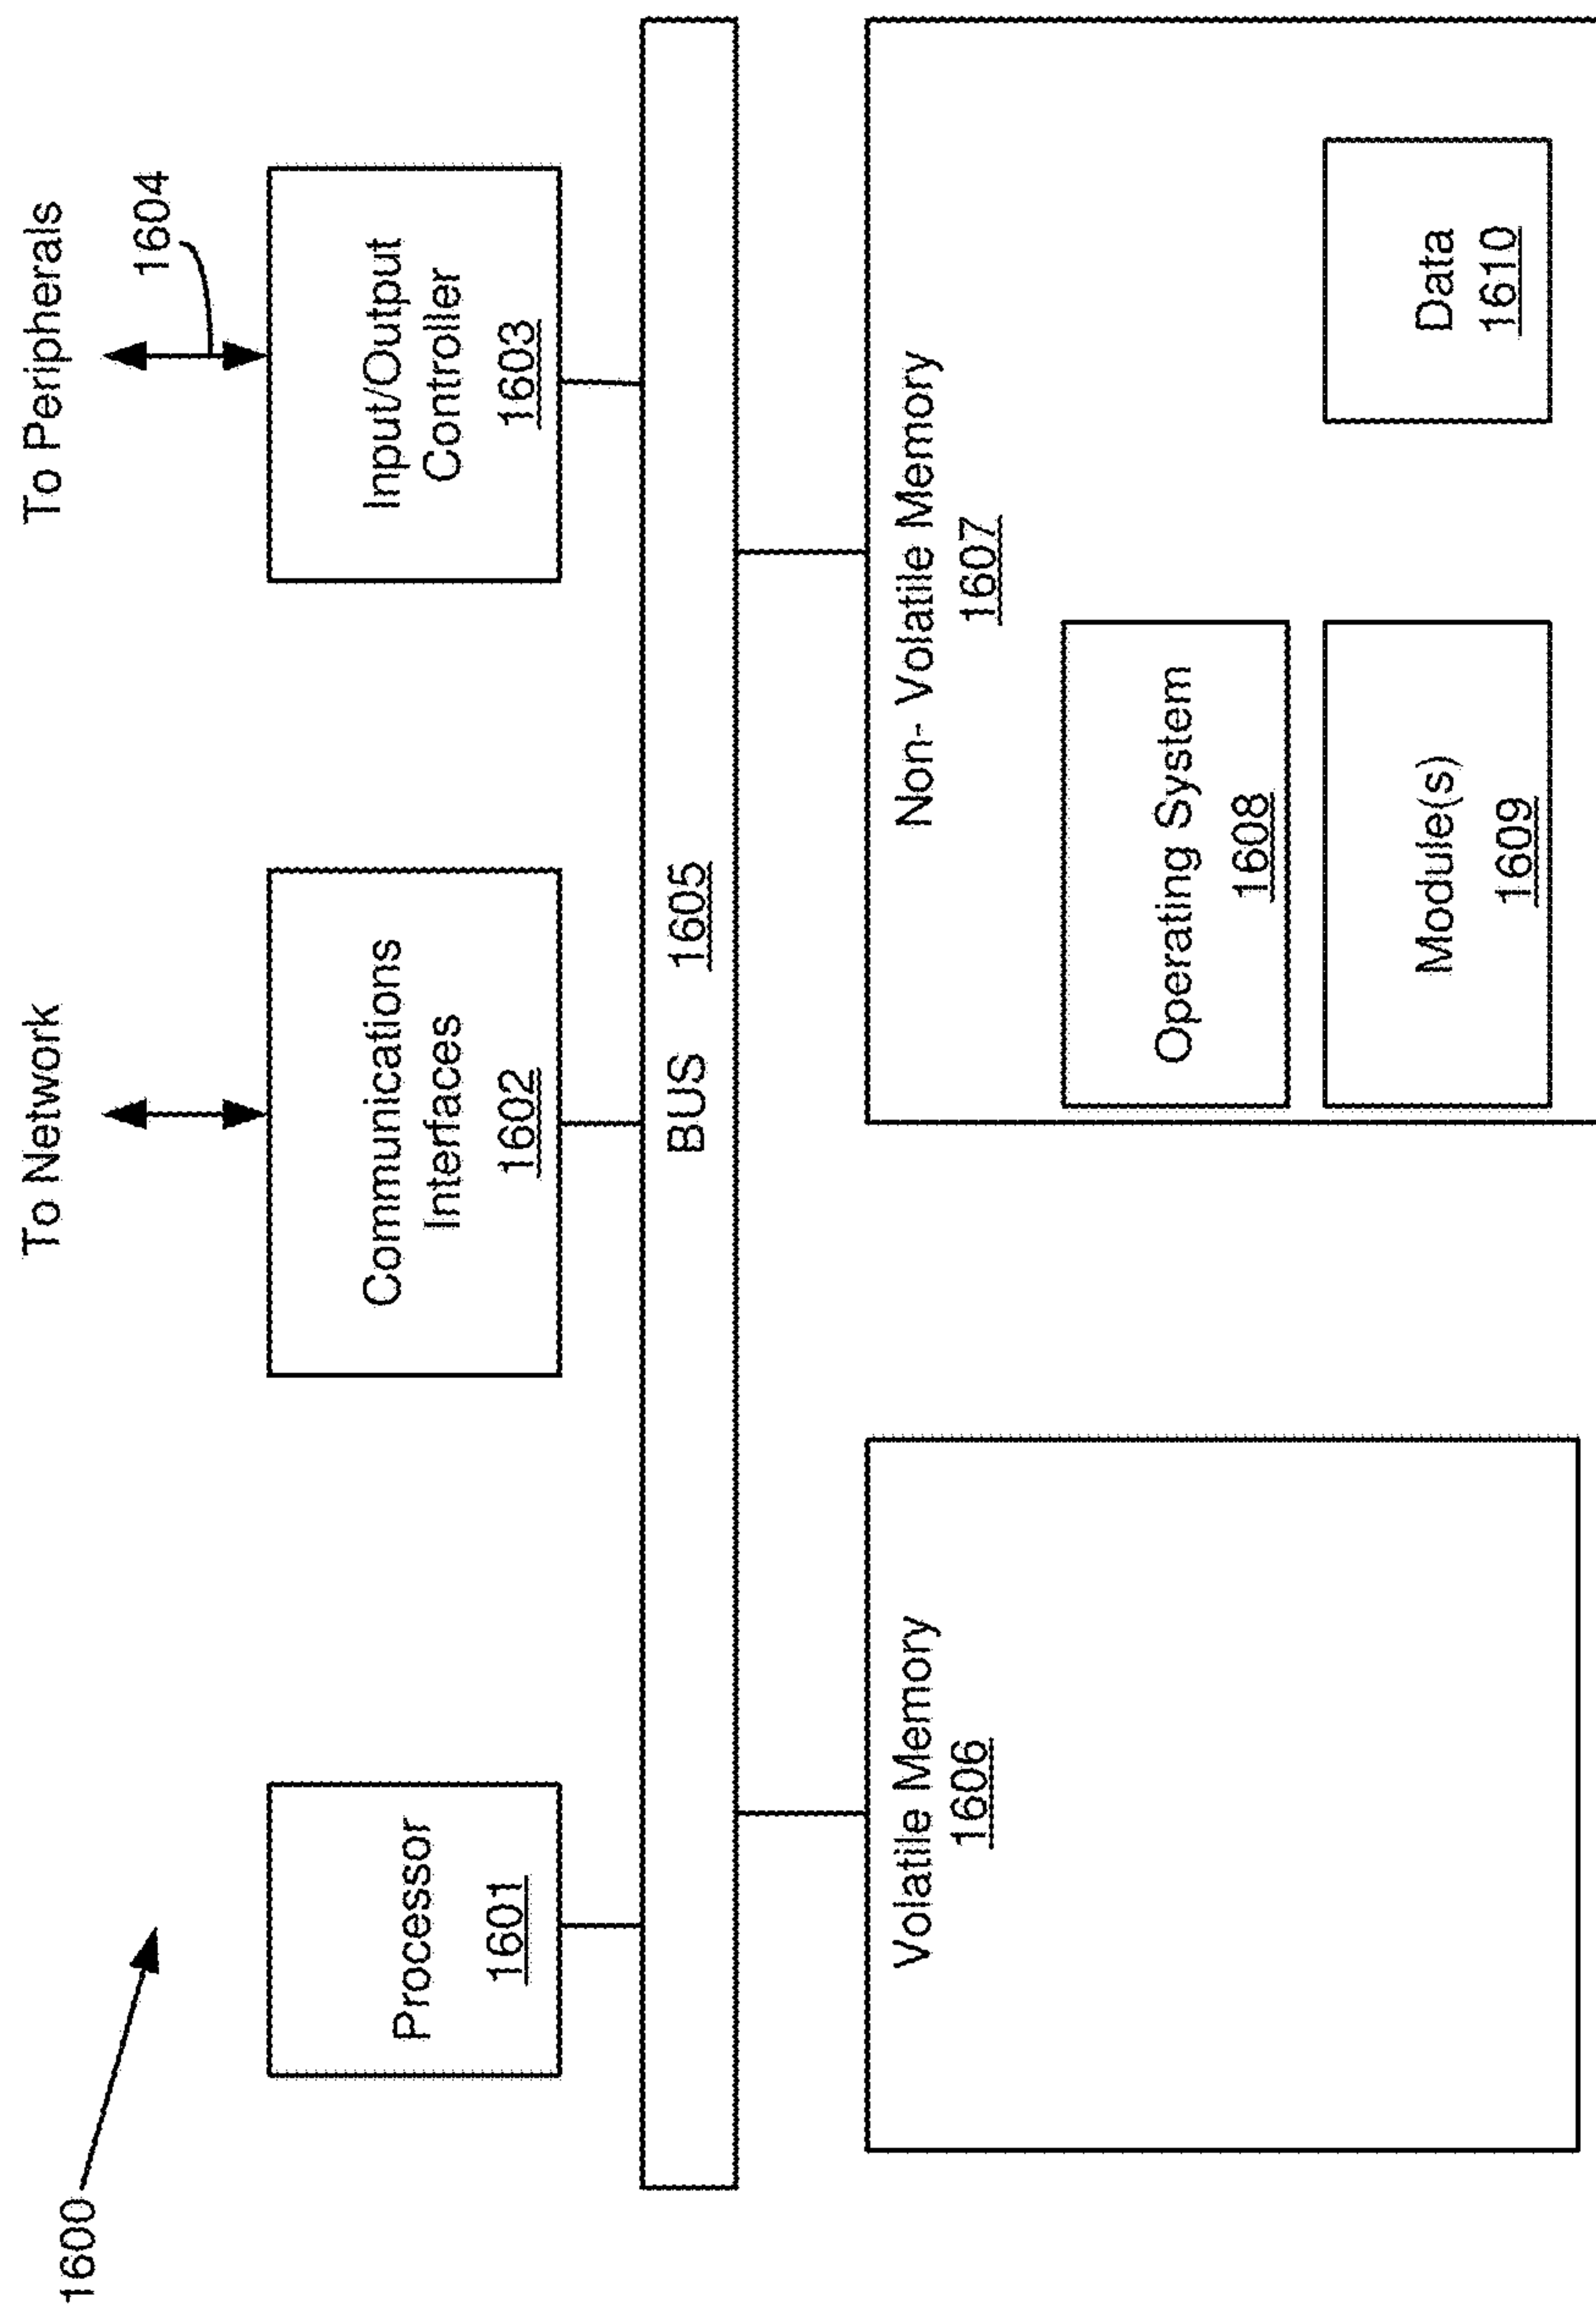 1600
To Network
To Peripherals
1604
Processor
1601
Communications
Interfaces
1602
Input/Output
Controller
1603
BUS 1605
Volatile Memory
1606
Non- Volatile Memory
1607
Operating System
1608
Module(s)
1609
Data
1610